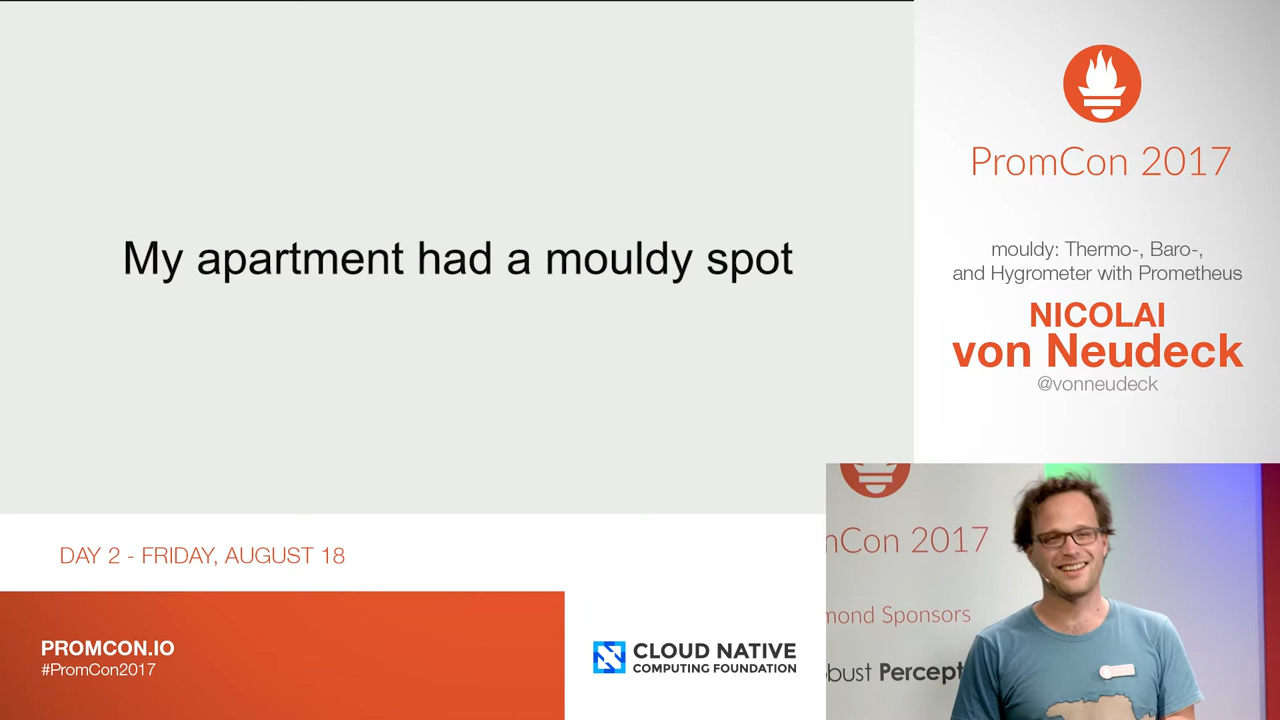 My apartment had a mouldy spot
PromCon 2017
mouldy: Thermo-, Baro-,
and Hygrometer with Prometheus
NICOLAI
von Neudeck
@vonneudeck
DAY 2 - FRIDAY, AUGUST 18
PROMCON.IO
#PromCon2017
CLOUD NATIVE
COMPUTING FOUNDATION
mCon 2017
mond Sponsors
bust Percept